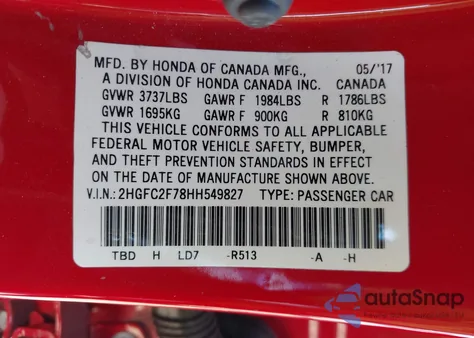 MFD. BY HONDA OF CANADA MFG., 05/'17
A DIVISION OF HONDA CANADA INC. CANADA
GVWR 3737LBS GAWR F 1984LBS R 1786LBS
GVWR 1695KG GAWR F 900KG R 810KG
THIS VEHICLE CONFORMS TO ALL APPLICABLE
FEDERAL MOTOR VEHICLE SAFETY, BUMPER,
AND THEFT PREVENTION STANDARDS IN EFFECT
ON THE DATE OF MANUFACTURE SHOWN ABOVE.
V.I.N.: 2HGFC2F78HH549827 TYPE: PASSENGER CAR
TBD H LD7 -R513 -A -H
autoSnap